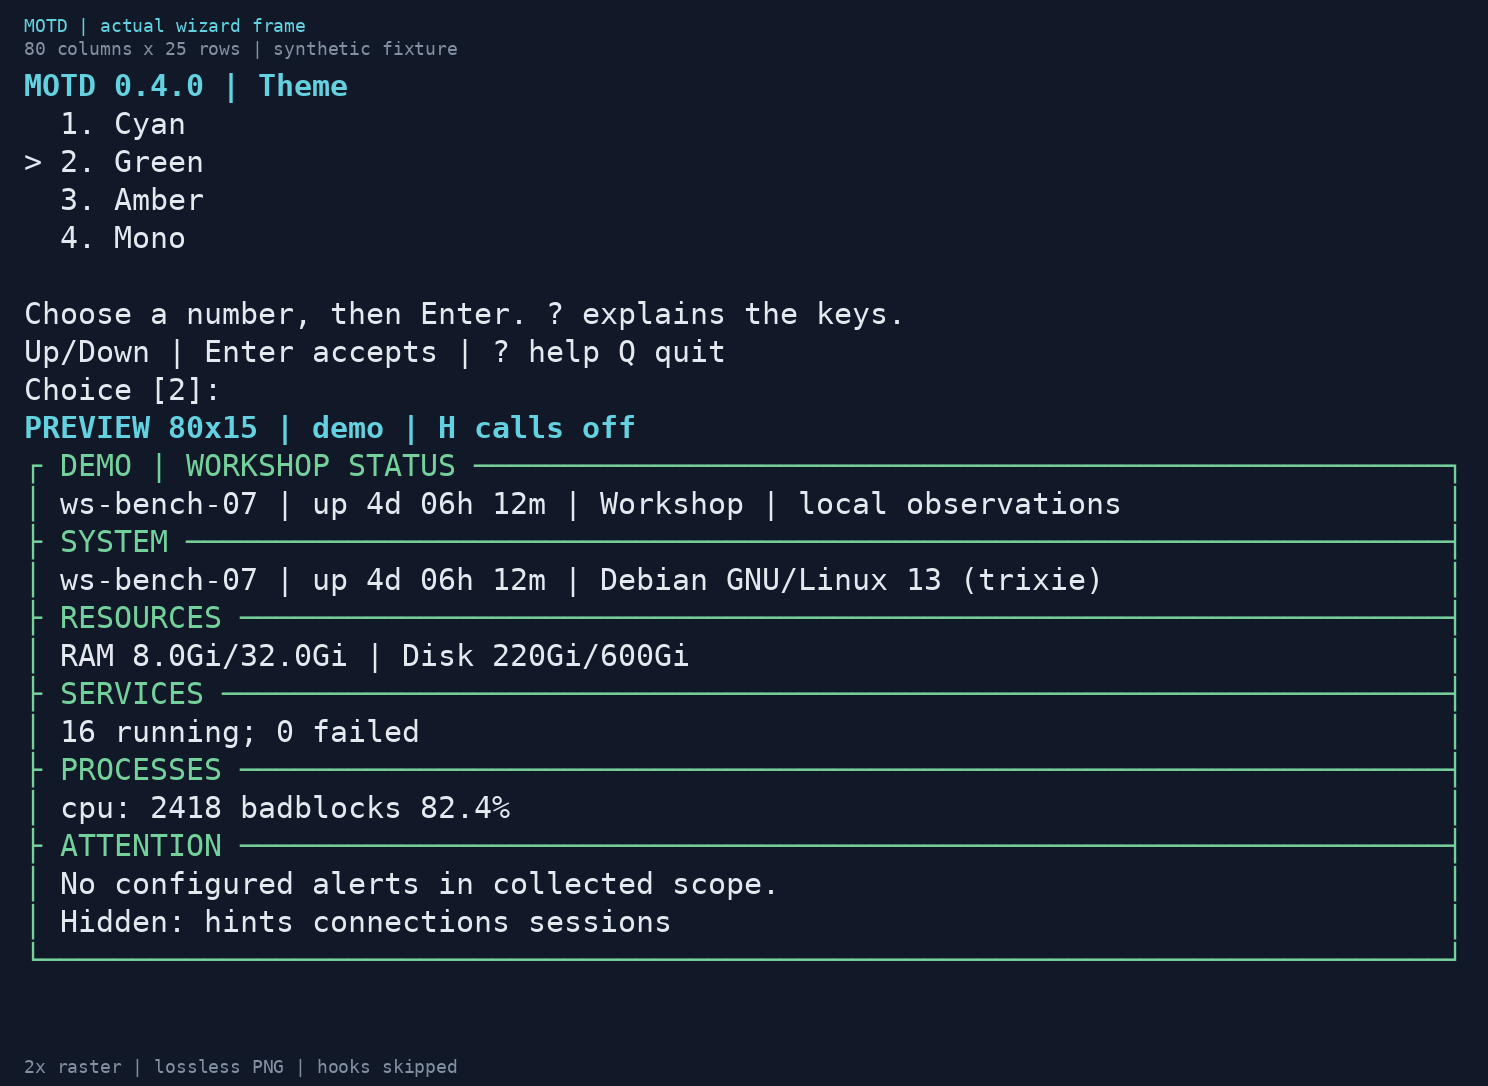 MOTD | actual wizard frame
80 columns x 25 rows | synthetic fixture
MOTD 0.4.0 | Theme
1. Cyan
> 2. Green
3. Amber
4. Mono
Choose a number, then Enter. ? explains the keys.
Up/Down | Enter accepts | ? help Q quit
Choice [2]:
PREVIEW 80x15 | demo | H calls off
DEMO | WORKSHOP STATUS
ws-bench-07 | up 4d 06h 12m | Workshop | local observations
SYSTEM
ws-bench-07 | up 4d 06h 12m | Debian GNU/Linux 13 (trixie)
RESOURCES
RAM 8.0Gi/32.0Gi | Disk 220Gi/600Gi
SERVICES
16 running; 0 failed
PROCESSES
cpu: 2418 badblocks 82.4%
ATTENTION
No configured alerts in collected scope.
Hidden: hints connections sessions
2x raster | lossless PNG | hooks skipped